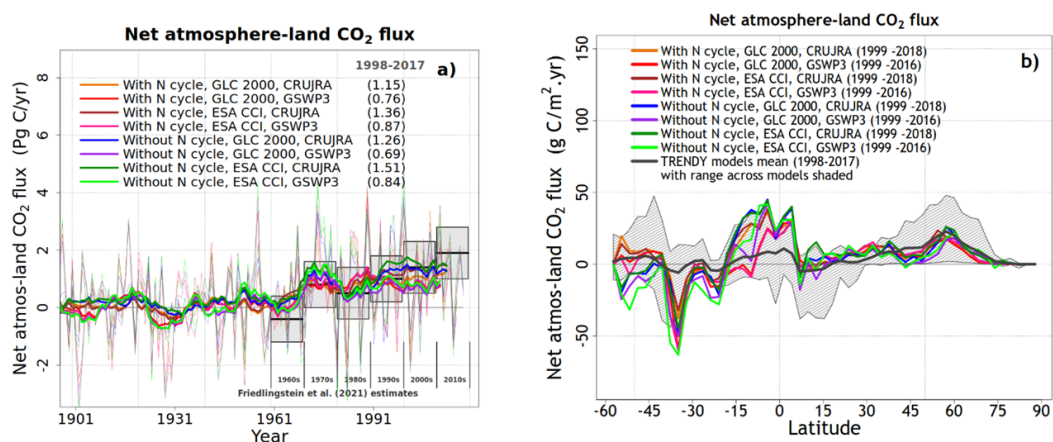 Net atmosphere-land CO₂ flux
1998-2017
a)
With N cycle, GLC 2000, CRUJRA (1.15)
With N cycle, GLC 2000, GSWP3 (0.76)
With N cycle, ESA CCI, CRUJRA (1.36)
With N cycle, ESA CCI, GSWP3 (0.87)
Without N cycle, GLC 2000, CRUJRA (1.26)
Without N cycle, GLC 2000, GSWP3 (0.69)
Without N cycle, ESA CCI, CRUJRA (1.51)
Without N cycle, ESA CCI, GSWP3 (0.84)
Net atmos-land CO₂ flux (Pg C/yr)
8
6
4
2
0
-2
1960s 1970s 1980s 1990s 2000s 2010s
Friedlingstein et al. (2021) estimates
1901 1931 1961 1991
Year
Net atmosphere-land CO₂ flux
b)
With N cycle, GLC 2000, CRUJRA (1999 -2018)
With N cycle, GLC 2000, GSWP3 (1999 -2016)
With N cycle, ESA CCI, CRUJRA (1999 -2018)
With N cycle, ESA CCI, GSWP3 (1999 -2016)
Without N cycle, GLC 2000, CRUJRA (1999 -2018)
Without N cycle, GLC 2000, GSWP3 (1999 -2016)
Without N cycle, ESA CCI, CRUJRA (1999 -2018)
Without N cycle, ESA CCI, GSWP3 (1999 -2016)
TRENDY models mean (1998-2017)
with range across models shaded
Net atmos-land CO₂ flux (g C/m².yr)
150
100
50
0
-50
-60 -45 -30 -15 0 15 30 45 60 75 90
Latitude